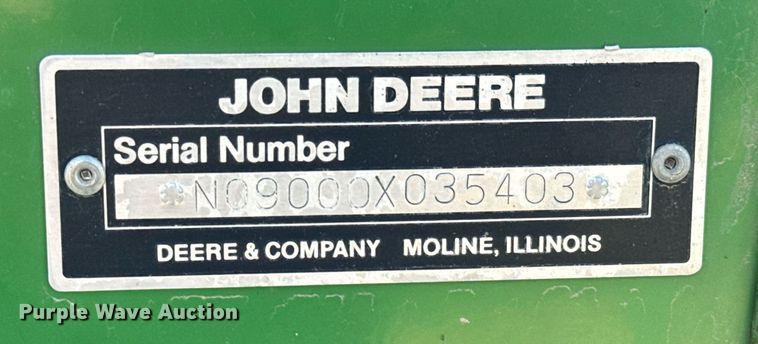 JOHN DEERE
Serial Number
*N09000X035403*
DEERE & COMPANY MOLINE, ILLINOIS
Purple Wave Auction